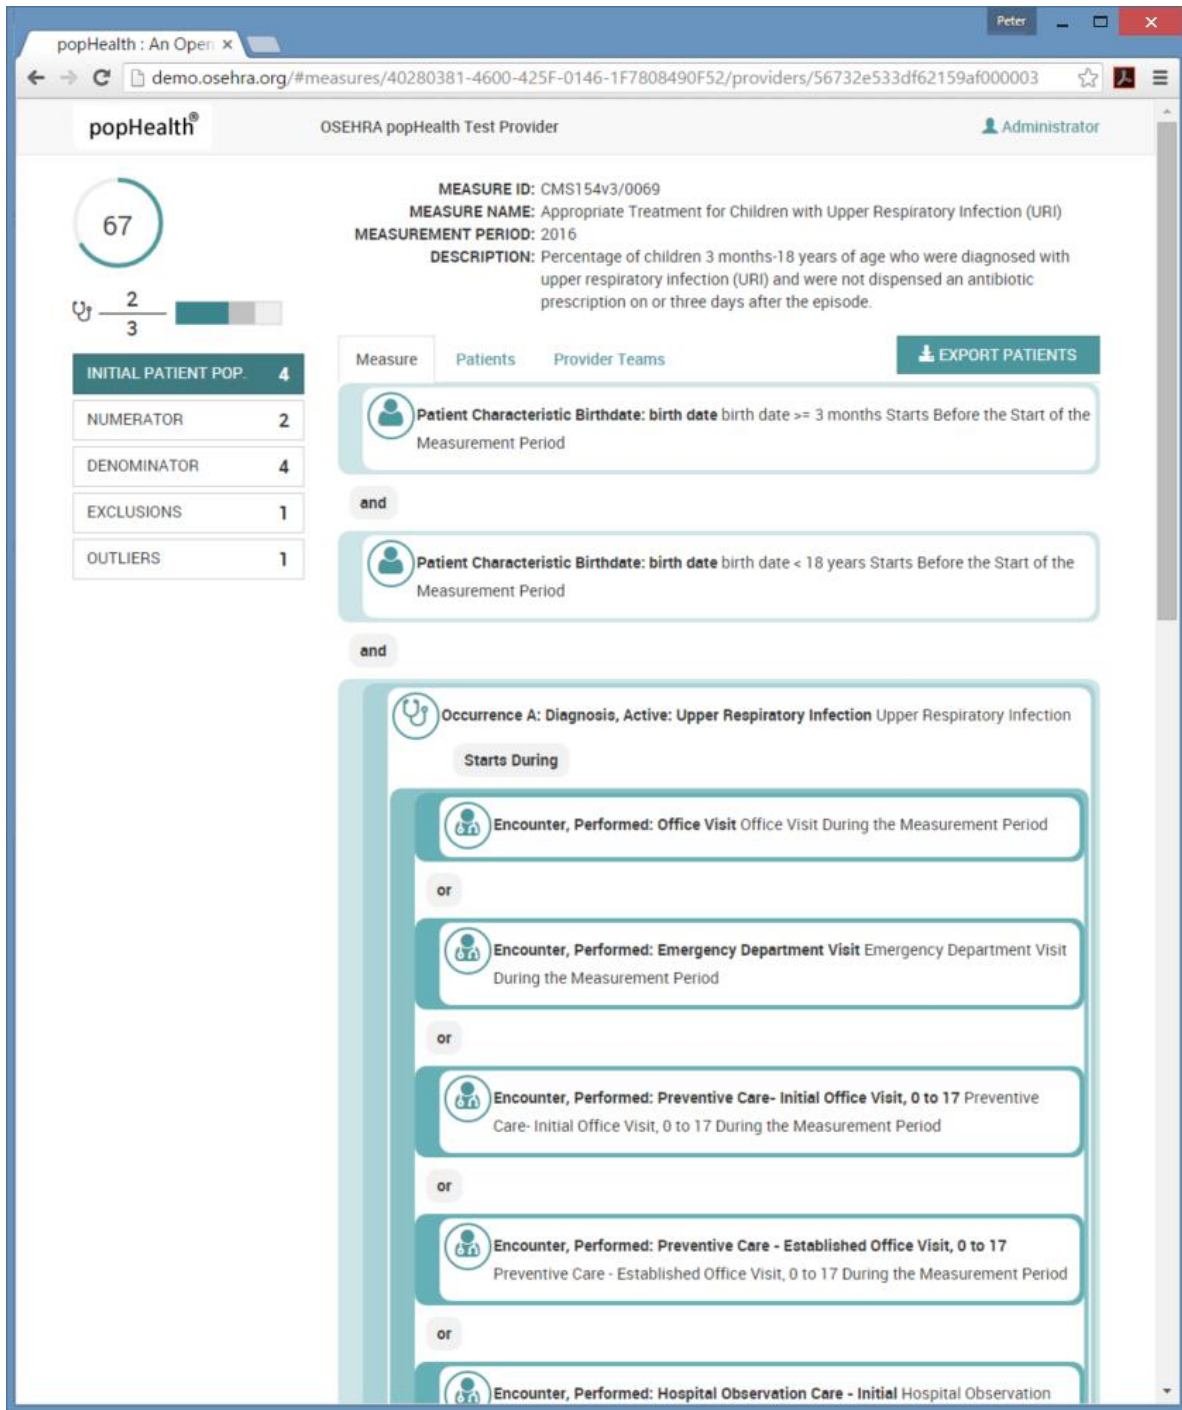 Peter
popHealth : An Open
demo.osehra.org/#measures/40280381-4600-425F-0146-1F7808490F52/providers/56732e533df62159af000003
popHealth®
OSEHRA popHealth Test Provider
Administrator
67
2
3
INITIAL PATIENT POP. 4
NUMERATOR 2
DENOMINATOR 4
EXCLUSIONS 1
OUTLIERS 1
MEASURE ID: CMS154v3/0069
MEASURE NAME: Appropriate Treatment for Children with Upper Respiratory Infection (URI)
MEASUREMENT PERIOD: 2016
DESCRIPTION: Percentage of children 3 months-18 years of age who were diagnosed with
upper respiratory infection (URI) and were not dispensed an antibiotic
prescription on or three days after the episode.
Measure Patients Provider Teams
EXPORT PATIENTS
Patient Characteristic Birthdate: birth date birth date >= 3 months Starts Before the Start of the
Measurement Period
and
Patient Characteristic Birthdate: birth date birth date < 18 years Starts Before the Start of the
Measurement Period
and
Occurrence A: Diagnosis, Active: Upper Respiratory Infection Upper Respiratory Infection
Starts During
Encounter, Performed: Office Visit Office Visit During the Measurement Period
or
Encounter, Performed: Emergency Department Visit Emergency Department Visit
During the Measurement Period
or
Encounter, Performed: Preventive Care- Initial Office Visit, 0 to 17 Preventive
Care- Initial Office Visit, 0 to 17 During the Measurement Period
or
Encounter, Performed: Preventive Care - Established Office Visit, 0 to 17
Preventive Care - Established Office Visit, 0 to 17 During the Measurement Period
or
Encounter, Performed: Hospital Observation Care - Initial Hospital Observation